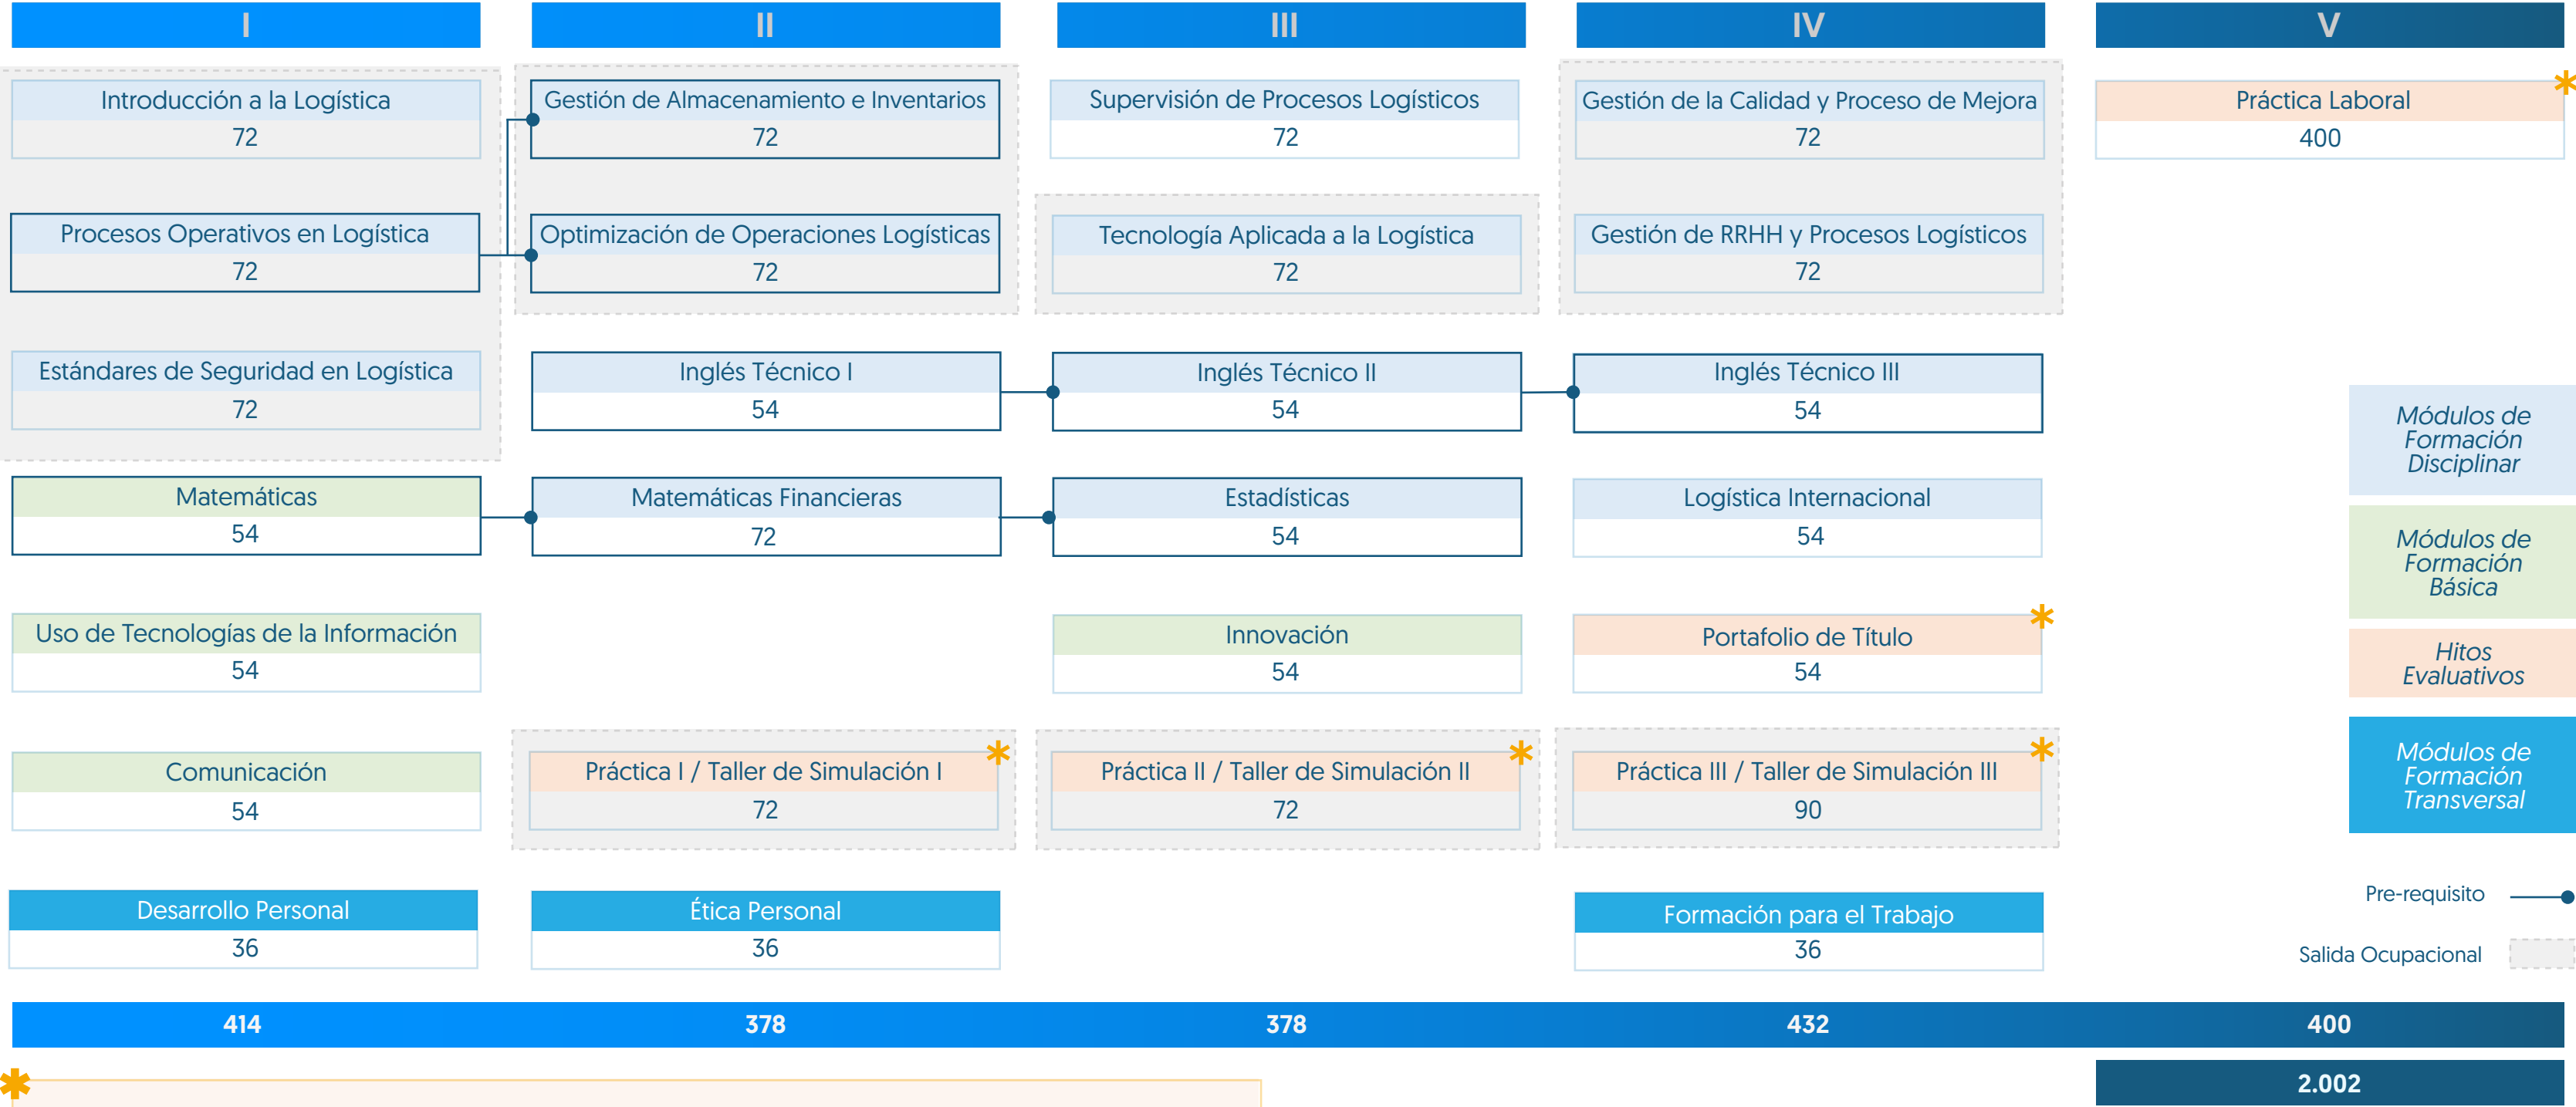 I
II
III
IV
V
Introducción a la Logística
72
Gestión de Almacenamiento e Inventarios
72
Supervisión de Procesos Logísticos
72
Gestión de la Calidad y Proceso de Mejora
72
Práctica Laboral
400
Procesos Operativos en Logística
72
Optimización de Operaciones Logísticas
72
Tecnología Aplicada a la Logística
72
Gestión de RRHH y Procesos Logísticos
72
Estándares de Seguridad en Logística
72
Inglés Técnico I
54
Inglés Técnico II
54
Inglés Técnico III
54
Matemáticas
54
Matemáticas Financieras
72
Estadísticas
54
Logística Internacional
54
Uso de Tecnologías de la Información
54
Innovación
54
Portafolio de Título
54
Comunicación
54
Práctica I / Taller de Simulación I
72
Práctica II / Taller de Simulación II
72
Práctica III / Taller de Simulación III
90
Desarrollo Personal
36
Ética Personal
36
Formación para el Trabajo
36
Módulos de
Formación
Disciplinar
Módulos de
Formación
Básica
Hitos
Evaluativos
Módulos de
Formación
Transversal
Pre-requisito
Salida Ocupacional
414
378
378
432
400
2.002